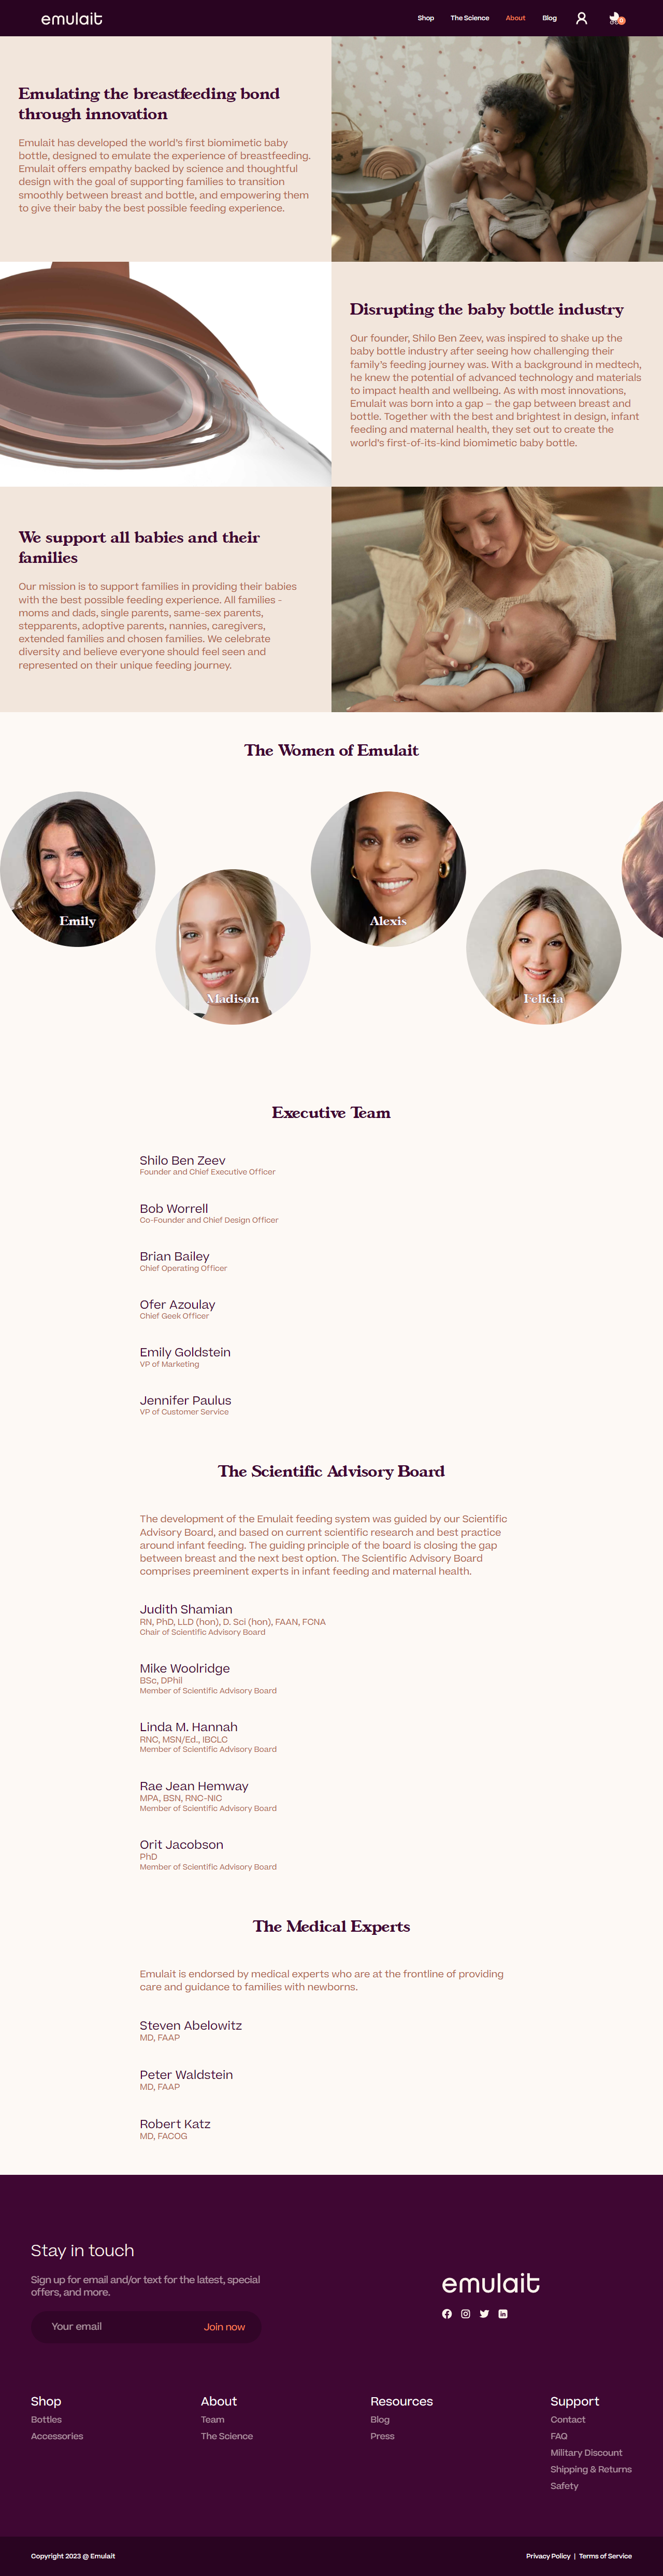 emulait
Shop The Science About Blog
0
Emulating the breastfeeding bond
through innovation
Emulait has developed the world's first biomimetic baby
bottle, designed to emulate the experience of breastfeeding.
Emulait offers empathy backed by science and thoughtful
design with the goal of supporting families to transition
smoothly between breast and bottle, and empowering them
to give their baby the best possible feeding experience.
Disrupting the baby bottle industry
Our founder, Shilo Ben Zeev, was inspired to shake up the
baby bottle industry after seeing how challenging their
family's feeding journey was. With a background in medtech,
he knew the potential of advanced technology and materials
to impact health and wellbeing. As with most innovations,
Emulait was born into a gap – the gap between breast and
bottle. Together with the best and brightest in design, infant
feeding and maternal health, they set out to create the
world's first-of-its-kind biomimetic baby bottle.
We support all babies and their
families
Our mission is to support families in providing their babies
with the best possible feeding experience. All families -
moms and dads, single parents, same-sex parents,
stepparents, adoptive parents, nannies, caregivers,
extended families and chosen families. We celebrate
diversity and believe everyone should feel seen and
represented on their unique feeding journey.
The Women of Emulait
Emily
Alexis
Madison
Felicia
Executive Team
Shilo Ben Zeev
Founder and Chief Executive Officer
Bob Worrell
Co-Founder and Chief Design Officer
Brian Bailey
Chief Operating Officer
Ofer Azoulay
Chief Geek Officer
Emily Goldstein
VP of Marketing
Jennifer Paulus
VP of Customer Service
The Scientific Advisory Board
The development of the Emulait feeding system was guided by our Scientific
Advisory Board, and based on current scientific research and best practice
around infant feeding. The guiding principle of the board is closing the gap
between breast and the next best option. The Scientific Advisory Board
comprises preeminent experts in infant feeding and maternal health.
Judith Shamian
RN, PhD, LLD (hon), D. Sci (hon), FAAN, FCNA
Chair of Scientific Advisory Board
Mike Woolridge
BSc, DPhil
Member of Scientific Advisory Board
Linda M. Hannah
RNC, MSN/Ed., IBCLC
Member of Scientific Advisory Board
Rae Jean Hemway
MPA, BSN, RNC-NIC
Member of Scientific Advisory Board
Orit Jacobson
PhD
Member of Scientific Advisory Board
The Medical Experts
Emulait is endorsed by medical experts who are at the frontline of providing
care and guidance to families with newborns.
Steven Abelowitz
MD, FAAP
Peter Waldstein
MD, FAAP
Robert Katz
MD, FACOG
Stay in touch
Sign up for email and/or text for the latest, special
offers, and more.
Your email Join now
emulait
Shop
Bottles
Accessories
About
Team
The Science
Resources
Blog
Press
Support
Contact
FAQ
Military Discount
Shipping & Returns
Safety
Copyright 2023 @ Emulait
Privacy Policy | Terms of Service